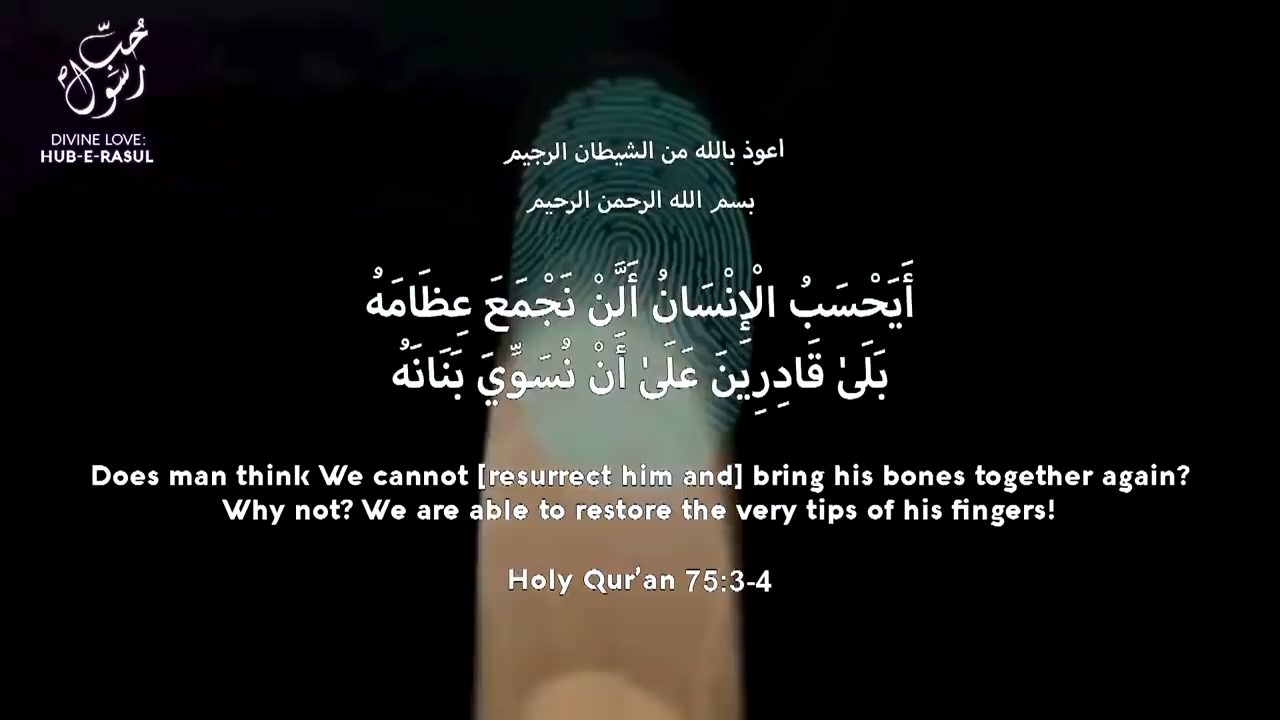 حُبِّ
رَسُوْل
DIVINE LOVE:
HUB-E-RASUL
اعوذ بالله من الشيطان الرجيم
بسم الله الرحمن الرحيم
أَيَحْسَبُ الْإِنْسَانُ أَلَّنْ نَجْمَعَ عِظَامَهُ
بَلَىٰ قَادِرِينَ عَلَىٰ أَنْ نُسَوِّيَ بَنَانَهُ
Does man think We cannot [resurrect him and] bring his bones together again?
Why not? We are able to restore the very tips of his fingers!
Holy Qur'an 75:3-4